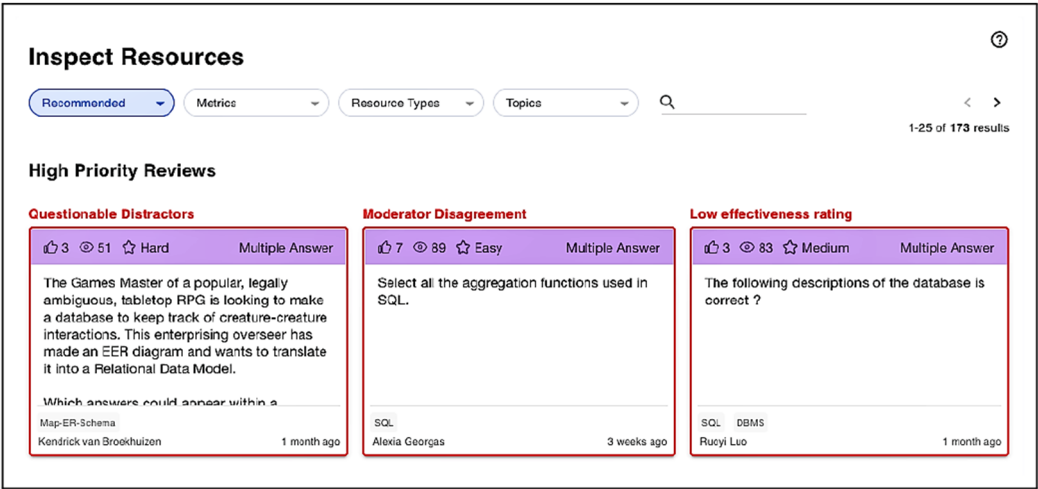 Inspect Resources
Recommended Metrics Resource Types Topics
1-25 of 173 results
High Priority Reviews
Questionable Distractors
3 51 Hard Multiple Answer
The Games Master of a popular, legally
ambiguous, tabletop RPG is looking to make
a database to keep track of creature-creature
interactions. This enterprising overseer has
made an EER diagram and wants to translate
it into a Relational Data Model.
Which answers could appear within a
Map-ER-Schema
Kendrick van Broekhuizen 1 month ago
Moderator Disagreement
7 89 Easy Multiple Answer
Select all the aggregation functions used in
SQL.
SQL
Alexia Georgas 3 weeks ago
Low effectiveness rating
3 83 Medium Multiple Answer
The following descriptions of the database is
correct ?
SQL DBMS
Ruoyi Luo 1 month ago